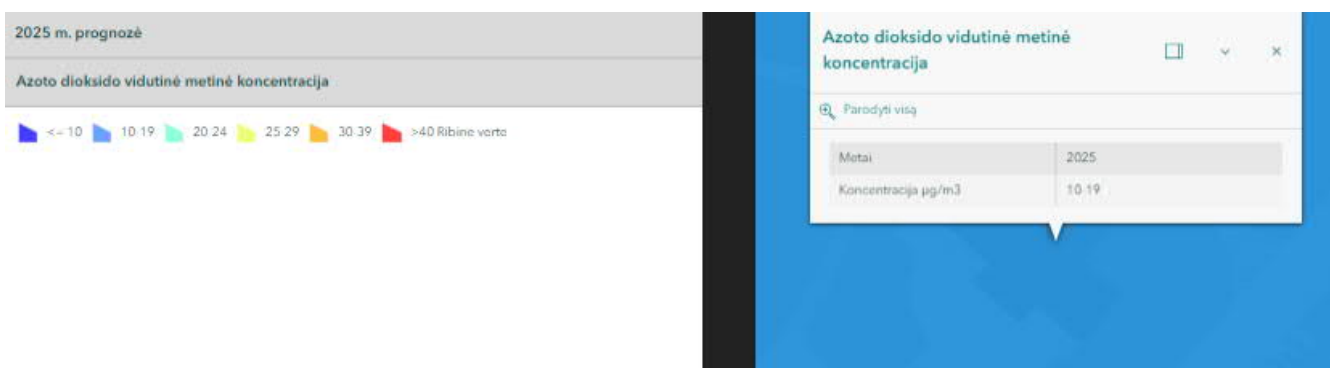 2025 m. prognozė
Azoto dioksido vidutinė metinė koncentracija
<= 10 10-19 20-24 25-29 30-39 >40 Ribinė vertė
Azoto dioksido vidutinė metinė
koncentracija
Parodyti visą
Metai 2025
Koncentracija µg/m3 10-19